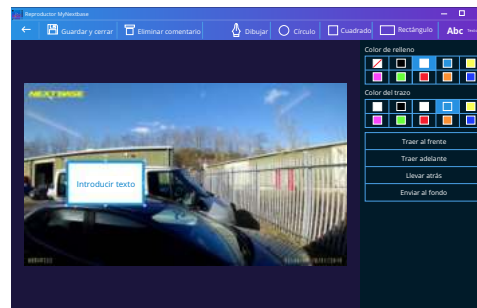 Reproductor MyNextbase
Guardar y cerrar
Eliminar comentario
Dibujar
Círculo
Cuadrado
Rectángulo
Abc
Color de relleno
Color del trazo
NEXTBASE
Introducir texto
Traer al frente
Traer adelante
Llevar atrás
Enviar al fondo